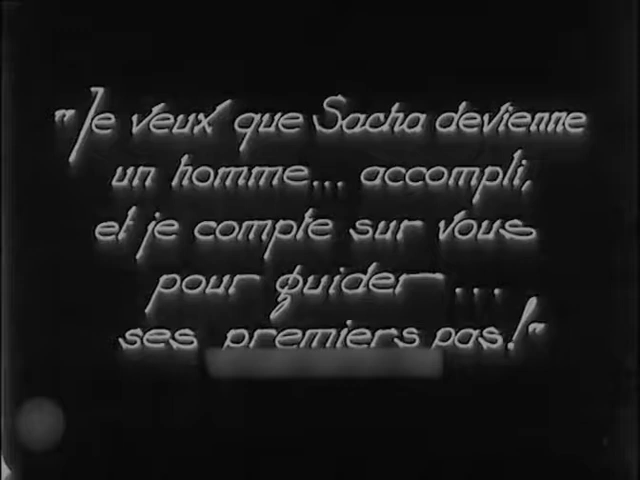 "Je veux que Sacha devienne
un homme... accompli,
et je compte sur vous
pour guider ...
ses premiers pas!"